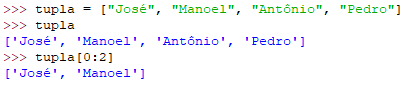 >>> tupla = ["José", "Manoel", "Antônio", "Pedro"]
>>> tupla
['José', 'Manoel', 'Antônio', 'Pedro']
>>> tupla[0:2]
['José', 'Manoel']